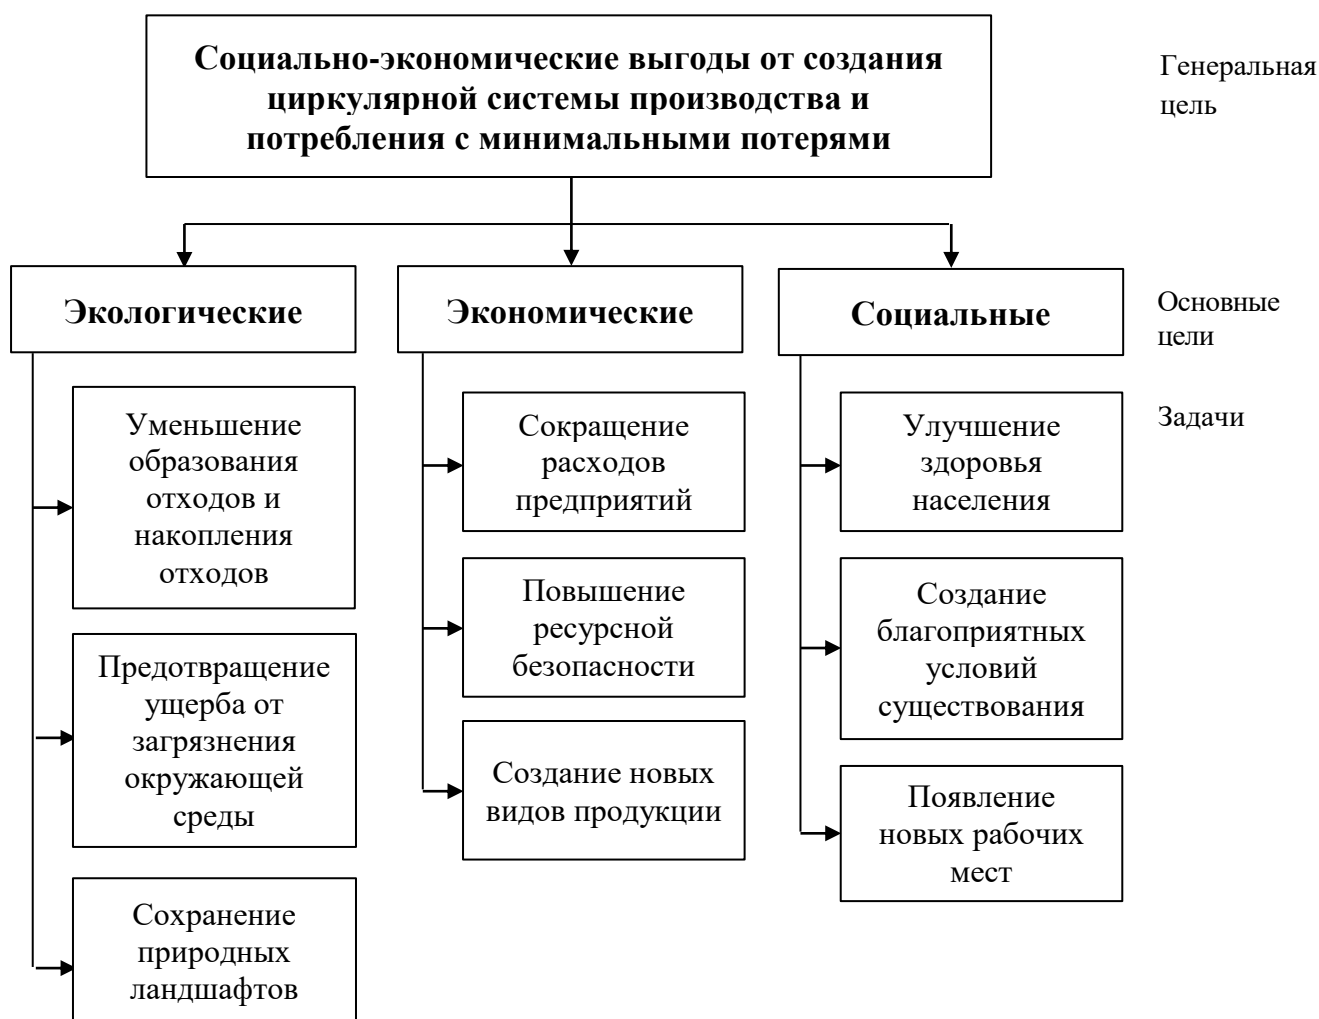 Социально-экономические выгоды от создания
циркулярной системы производства и
потребления с минимальными потерями
Генеральная
цель
Экологические
Экономические
Социальные
Основные
цели
Задачи
Уменьшение
образования
отходов и
накопления
отходов
Предотвращение
ущерба от
загрязнения
окружающей
среды
Сохранение
природных
ландшафтов
Сокращение
расходов
предприятий
Повышение
ресурсной
безопасности
Создание новых
видов продукции
Улучшение
здоровья
населения
Создание
благоприятных
условий
существования
Появление
новых рабочих
мест